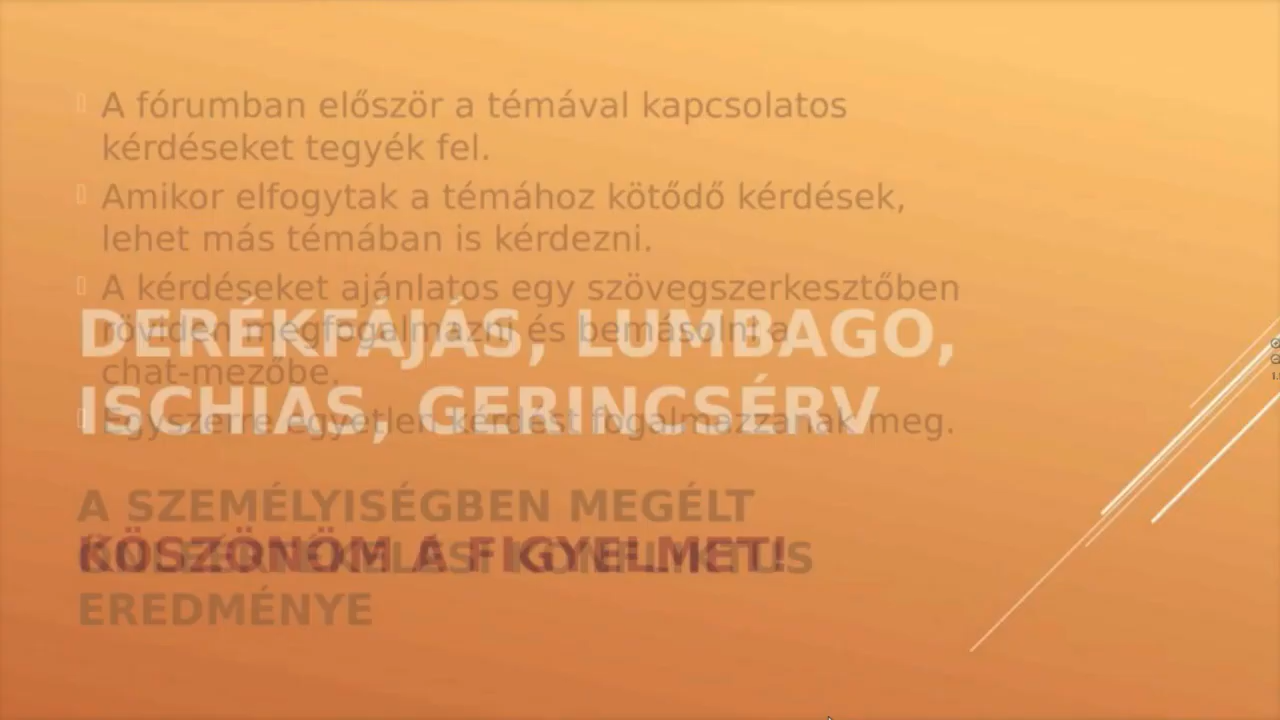 A fórumban először a témával kapcsolatos
kérdéseket tegyék fel.
Amikor elfogytak a témához kötődő kérdések,
lehet más témában is kérdezni.
A kérdéseket ajánlatos egy szövegszerkesztőben
röviden megfogalmazni és bemásolni a
chat-mezőbe.
Egyszerre egyetlen kérdést fogalmazzanak meg.
DERÉKFÁJÁS, LUMBAGO,
ISCHIAS, GERINCSÉRV
A SZEMÉLYISÉGBEN MEGÉLT
ÖNLEÉRTÉKELÉSI KONFLIKTUS
EREDMÉNYE
KÖSZÖNÖM A FIGYELMET!